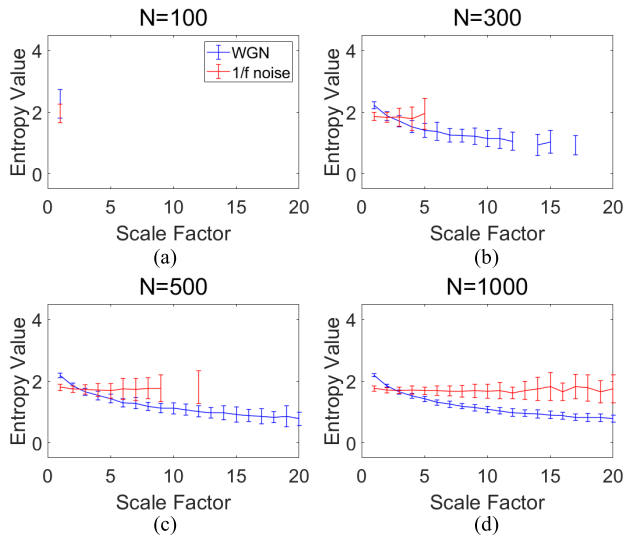 N=100
N=300
4
2
0
Entropy Value
WGN
1/f noise
0 5 10 15 20
Scale Factor
(a)
4
2
0
Entropy Value
0 5 10 15 20
Scale Factor
(b)
N=500
N=1000
4
2
0
Entropy Value
0 5 10 15 20
Scale Factor
(c)
4
2
0
Entropy Value
0 5 10 15 20
Scale Factor
(d)